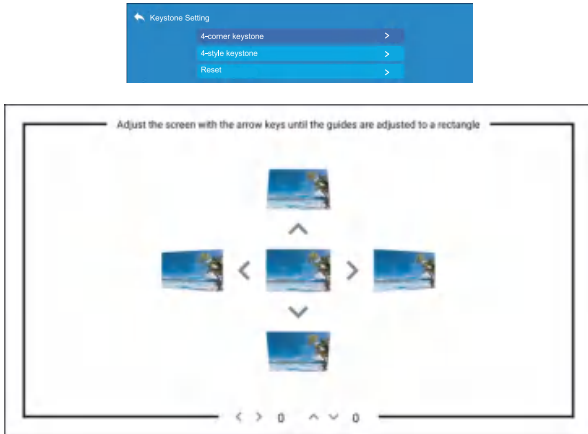 Keystone Setting
4-corner keystone
4-style keystone
Reset
Adjust the screen with the arrow keys until the guides are adjusted to a rectangle
0 0